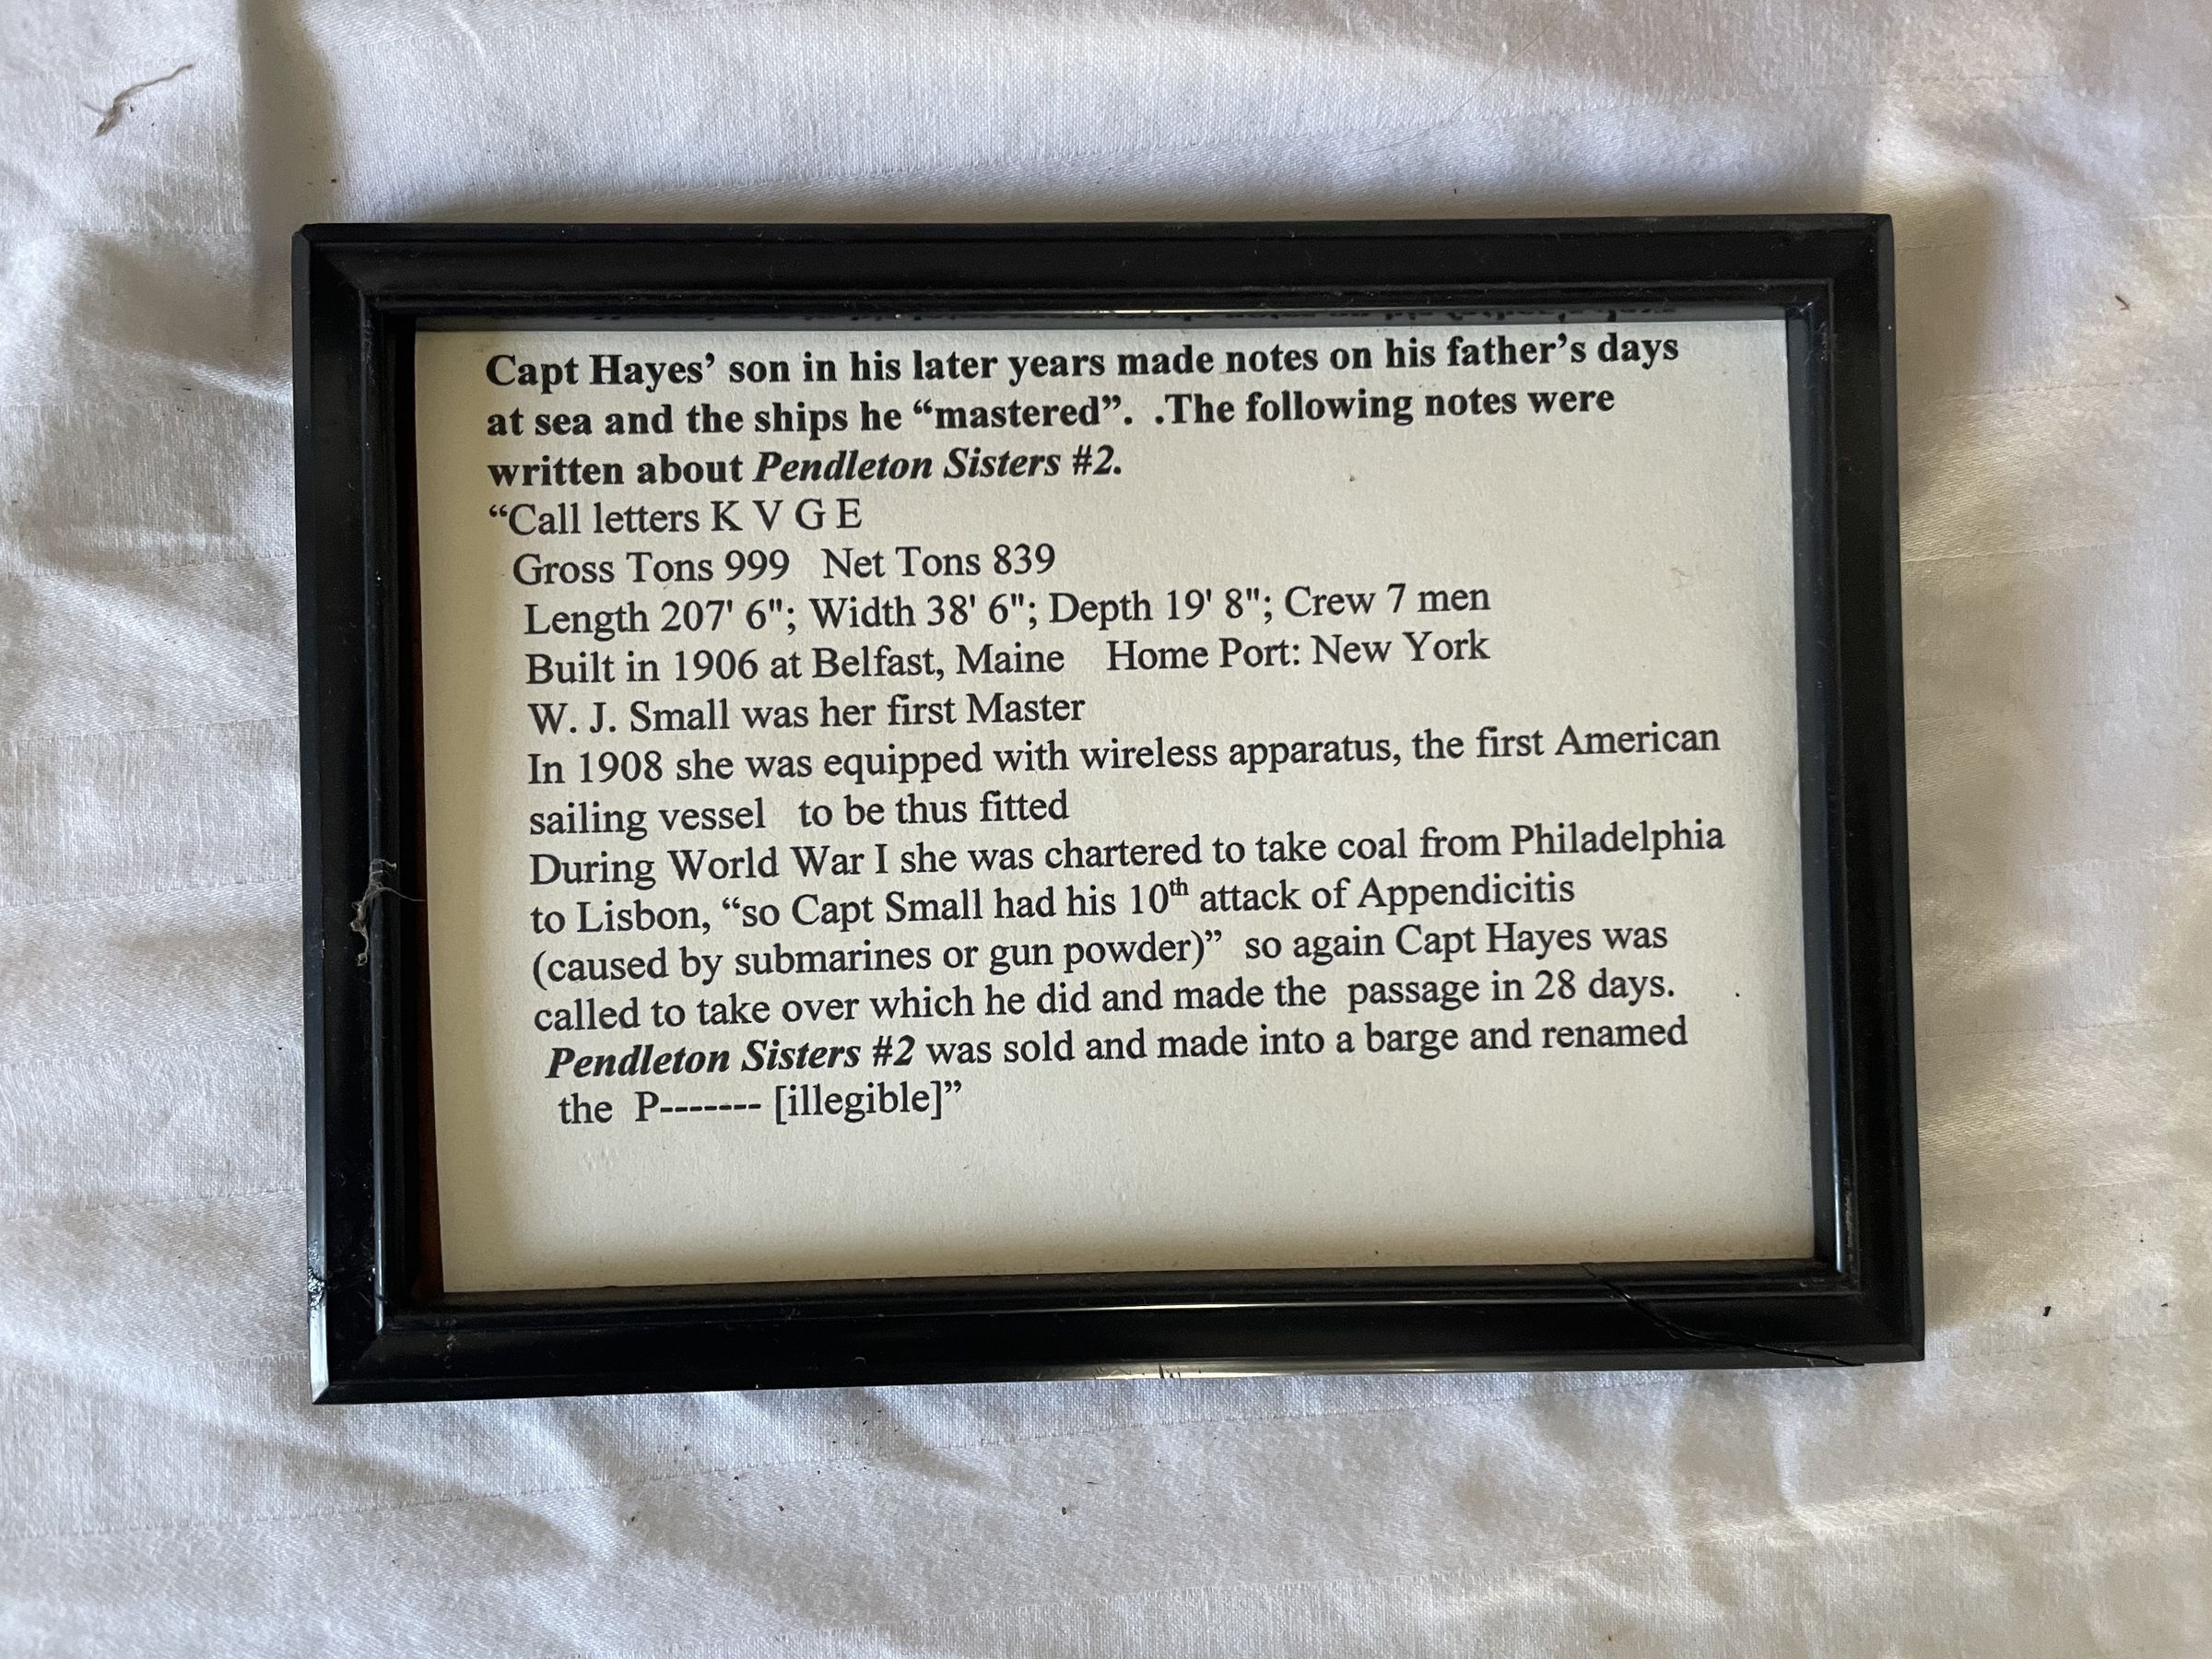 Capt Hayes’ son in his later years made notes on his father’s days
at sea and the ships he “mastered”. .The following notes were
written about Pendleton Sisters #2.
“Call letters K V G E
Gross Tons 999 Net Tons 839
Length 207' 6"; Width 38' 6"; Depth 19' 8"; Crew 7 men
Built in 1906 at Belfast, Maine Home Port: New York
W. J. Small was her first Master
In 1908 she was equipped with wireless apparatus, the first American
sailing vessel to be thus fitted
During World War I she was chartered to take coal from Philadelphia
to Lisbon, “so Capt Small had his 10th attack of Appendicitis
(caused by submarines or gun powder)” so again Capt Hayes was
called to take over which he did and made the passage in 28 days.
Pendleton Sisters #2 was sold and made into a barge and renamed
the P------- [illegible]”